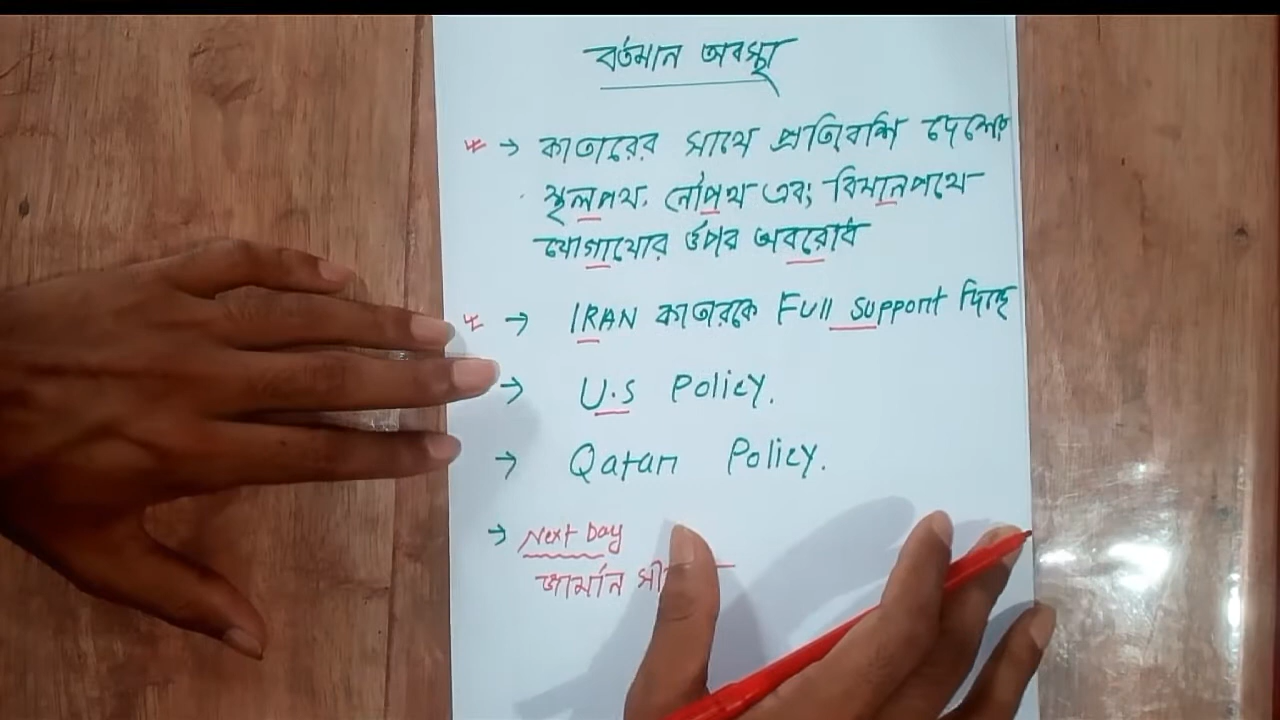 বর্তমান অবস্থা
* → কাতারের সাথে প্রতিবেশি দেশের
স্থলপথ, নৌপথ এবং বিমানপথে
যোগাযোর উপর অবরোধ
* → IRAN কাতারকে Full support দিচ্ছে
→ U.S Policy.
→ Qatar Policy.
→ Next Day
জার্মান